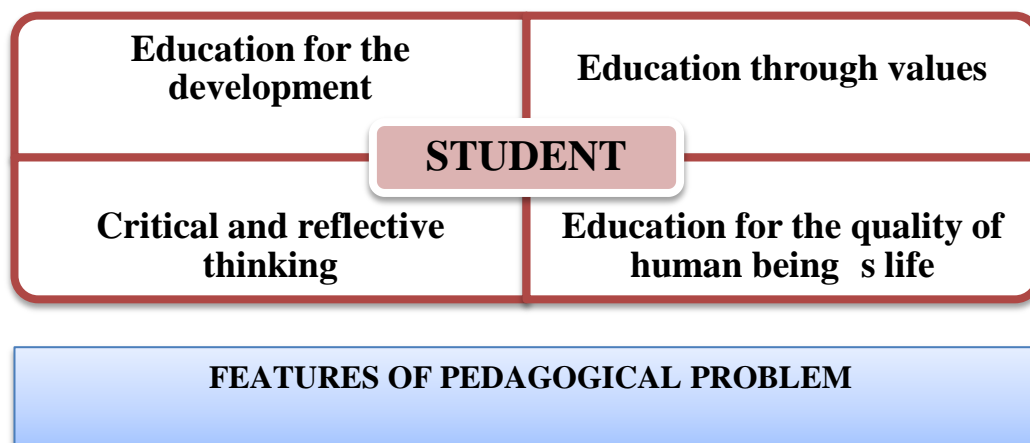 Education for the
development
Education through values
STUDENT
Critical and reflective
thinking
Education for the quality of
human being s life
FEATURES OF PEDAGOGICAL PROBLEM